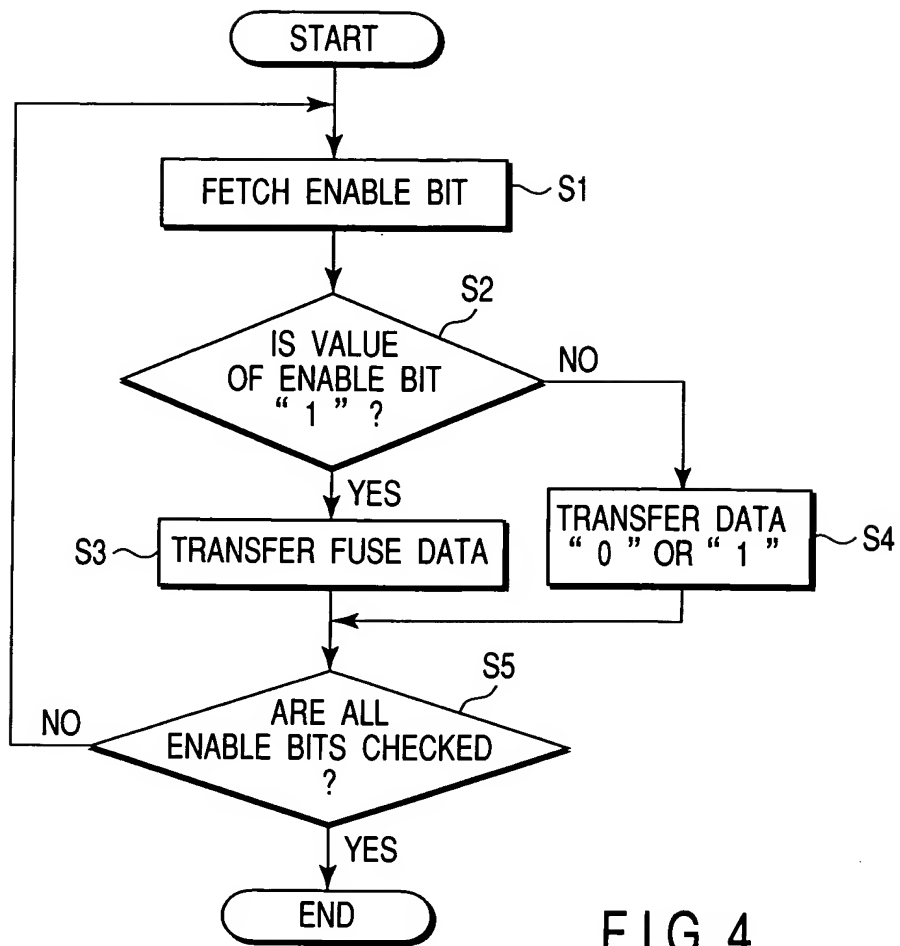 START
FETCH ENABLE BIT
S1
S2
IS VALUE
OF ENABLE BIT
“ 1 ” ?
NO
YES
S3
TRANSFER FUSE DATA
TRANSFER DATA
“ 0 ” OR “ 1 ”
S4
S5
NO
ARE ALL
ENABLE BITS CHECKED
?
YES
END
FIG.4